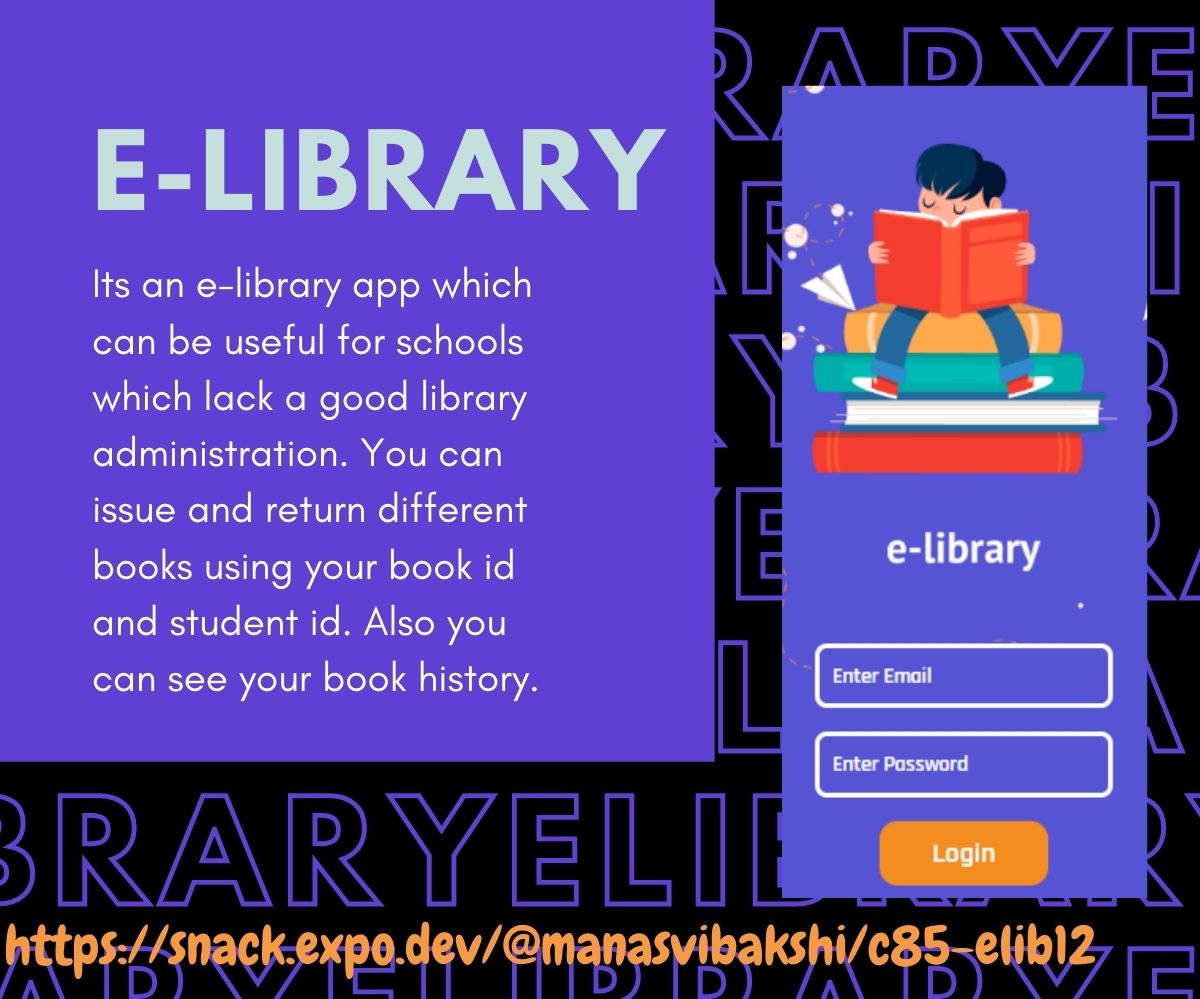 E-LIBRARY
Its an e-library app which
can be useful for schools
which lack a good library
administration. You can
issue and return different
books using your book id
and student id. Also you
can see your book history.
e-library
Enter Email
Enter Password
Login
BRARYELIBRARY
https://snack.expo.dev/@manasvibakshi/c85-elib12